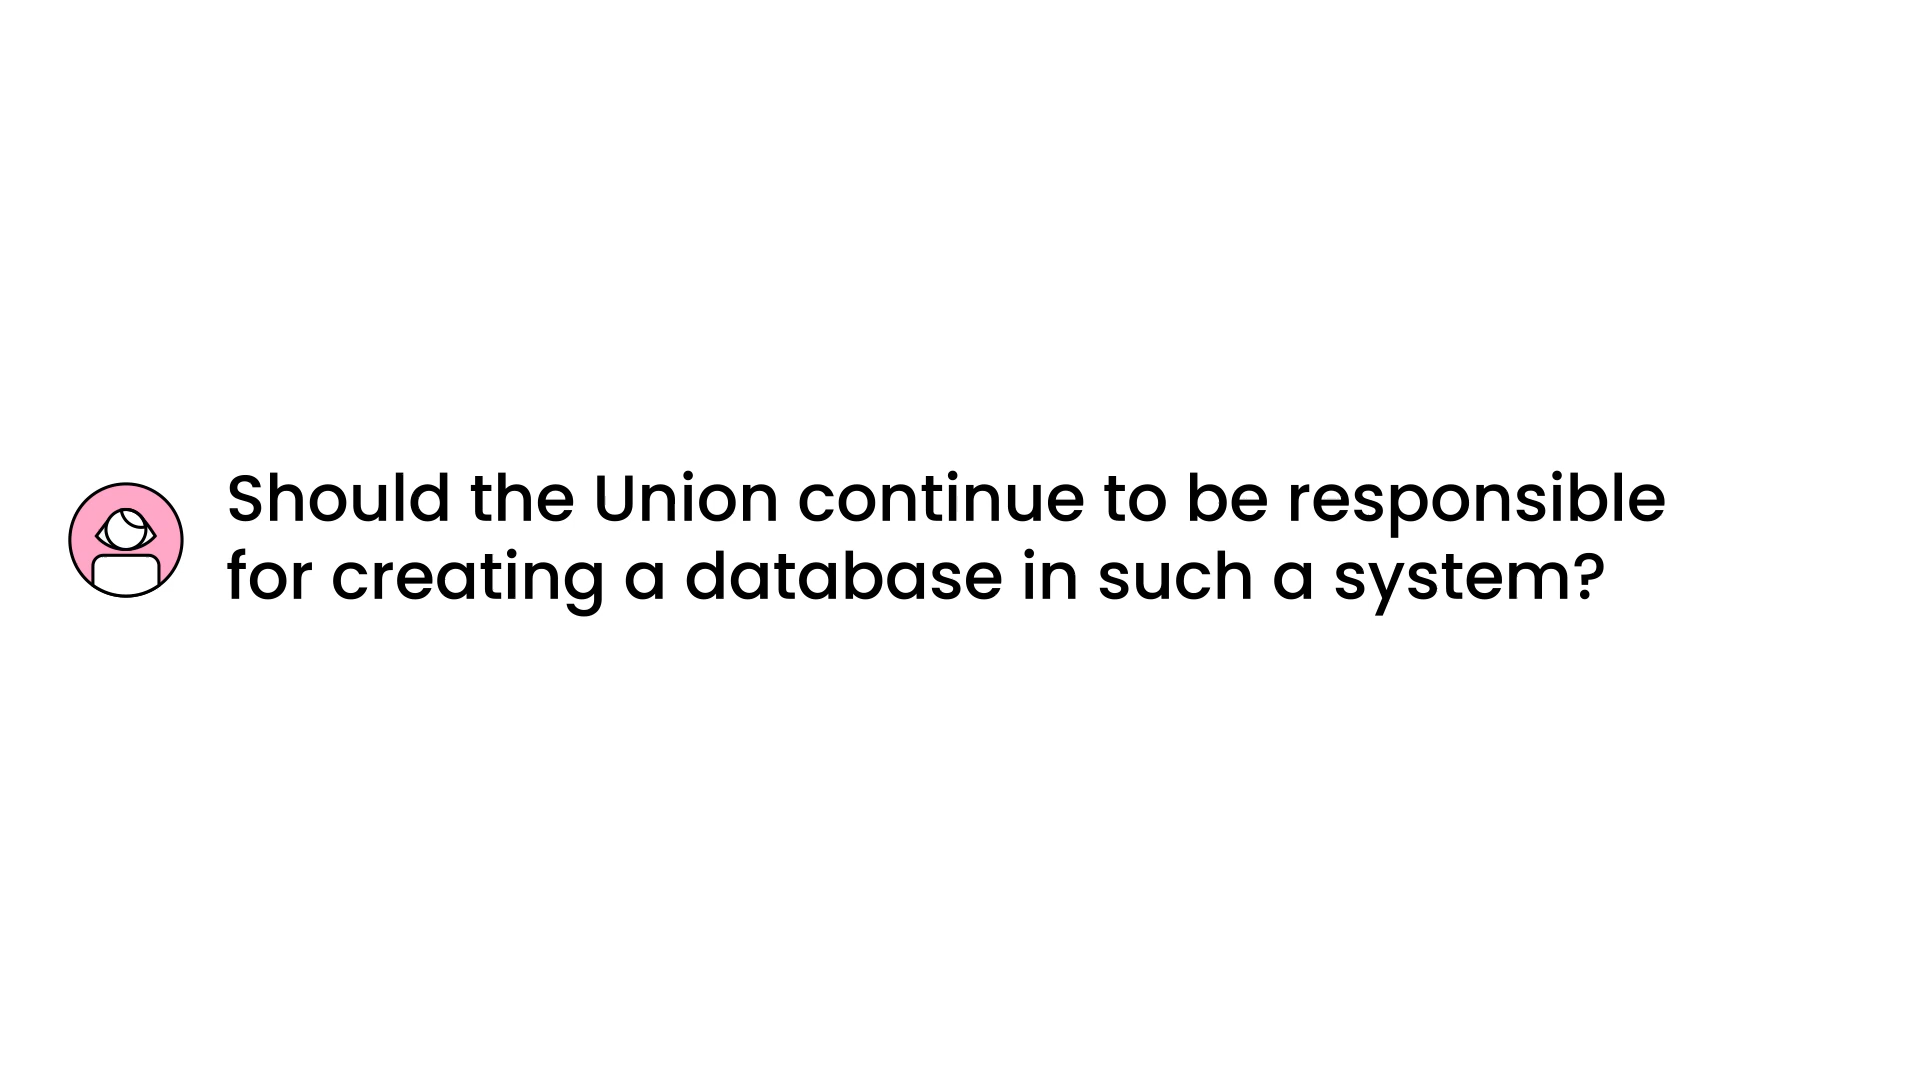 Should the Union continue to be responsible
for creating a database in such a system?